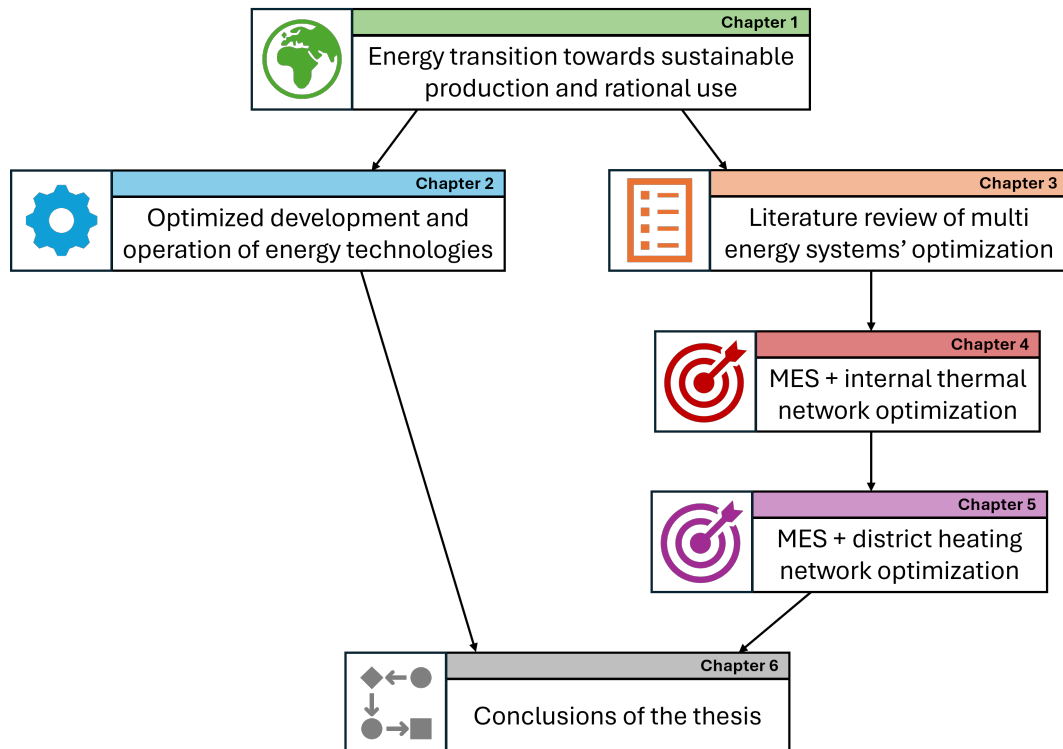 Chapter 1
Energy transition towards sustainable
production and rational use
Chapter 2
Optimized development and
operation of energy technologies
Chapter 3
Literature review of multi
energy systems’ optimization
Chapter 4
MES + internal thermal
network optimization
Chapter 5
MES + district heating
network optimization
Chapter 6
Conclusions of the thesis